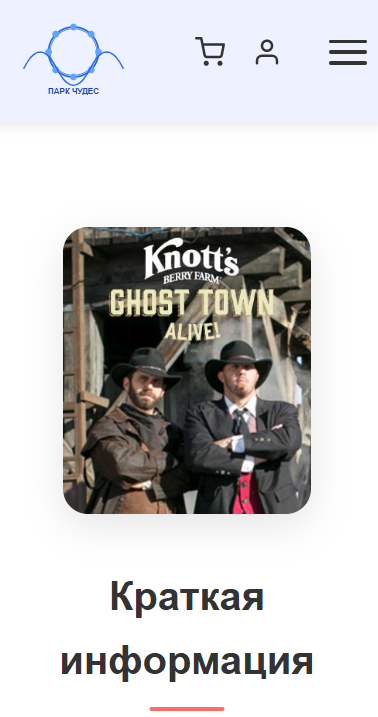 ПАРК ЧУДЕС
Knott's
BERRY FARM
GHOST TOWN
ALIVE!
Краткая
информация